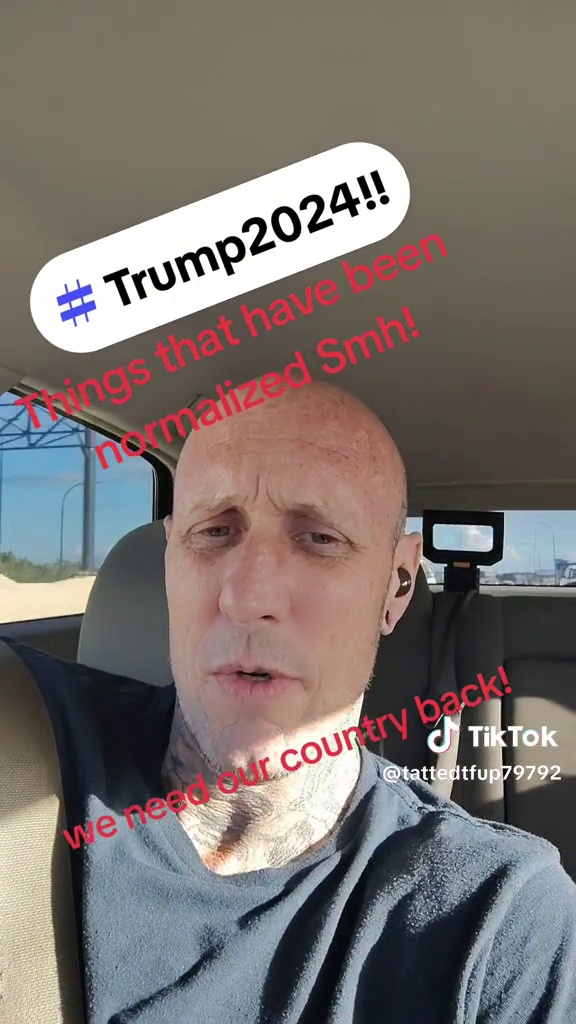 # Trump2024!!
Things that have been
normalized Smh!
we need our country back!
TikTok
@tattedtfup79792